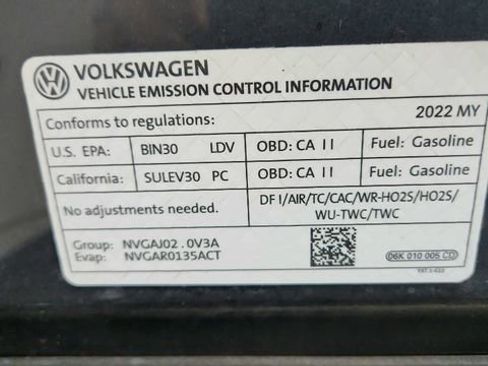 VOLKSWAGEN
VEHICLE EMISSION CONTROL INFORMATION
Conforms to regulations: 2022 MY
U.S. EPA: BIN30 LDV OBD: CA II Fuel: Gasoline
California: SULEV30 PC OBD: CA II Fuel: Gasoline
No adjustments needed. DFI/AIR/TC/CAC/WR-HO2S/HO2S/
WU-TWC/TWC
Group: NVGAJ02.0V3A
Evap: NVGAR0135ACT
06K 010 005 CD